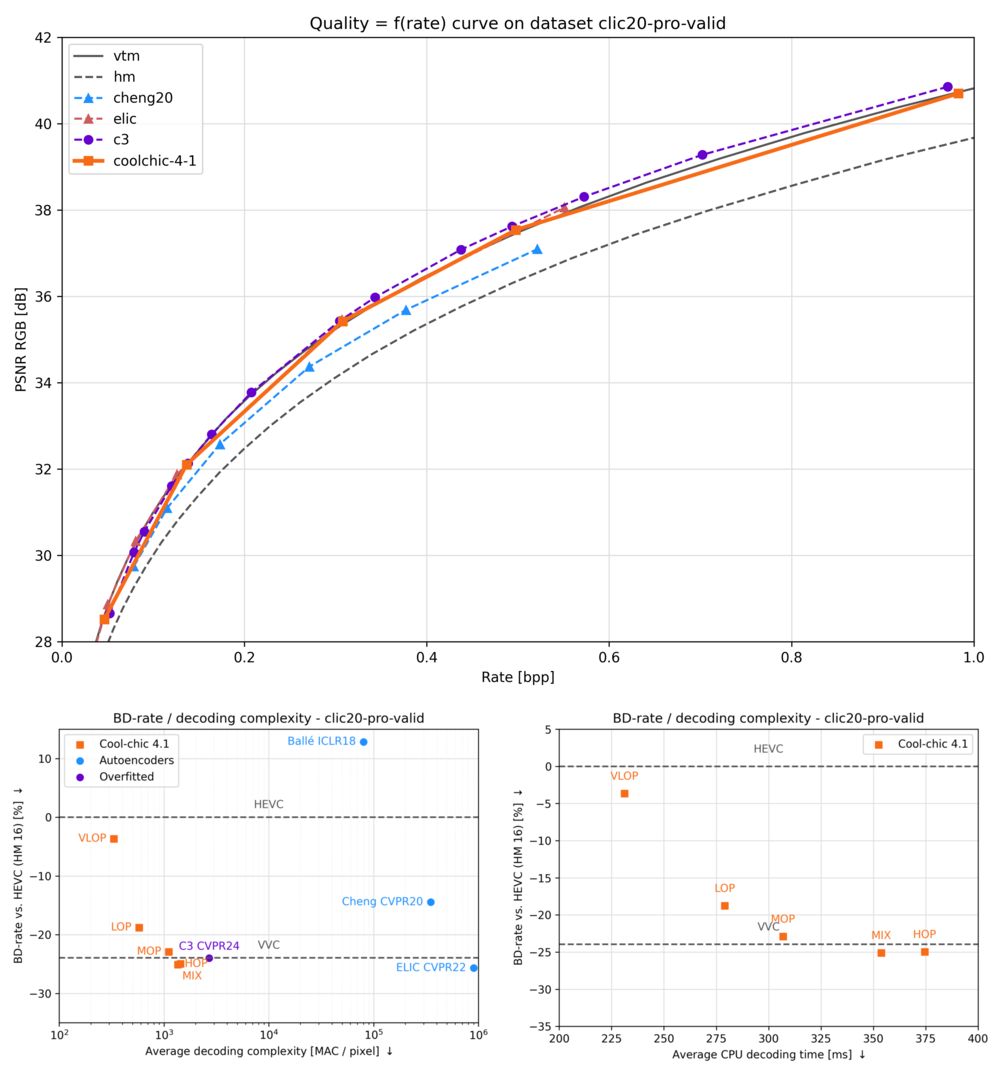 Quality = f(rate) curve on dataset clic20-pro-valid
42
40
38
36
34
32
30
28
PSNR RGB [dB]
vtm
hm
cheng20
elic
c3
coolchic-4-1
0.0 0.2 0.4 0.6 0.8 1.0
Rate [bpp]
BD-rate / decoding complexity - clic20-pro-valid
10
0
−10
−20
−30
BD-rate vs. HEVC (HM 16) [%] ↓
Cool-chic 4.1
Autoencoders
Overfitted
Ballé ICLR18
HEVC
VLOP
Cheng CVPR20
LOP
C3 CVPR24
VVC
MOP
HOP
MIX
ELIC CVPR22
10² 10³ 10⁴ 10⁵ 10⁶
Average decoding complexity [MAC / pixel] ↓
BD-rate / decoding complexity - clic20-pro-valid
5
0
−5
−10
−15
−20
−25
−30
−35
BD-rate vs. HEVC (HM 16) [%] ↓
Cool-chic 4.1
HEVC
VLOP
LOP
MOP
VVC
MIX
HOP
200 225 250 275 300 325 350 375 400
Average CPU decoding time [ms] ↓